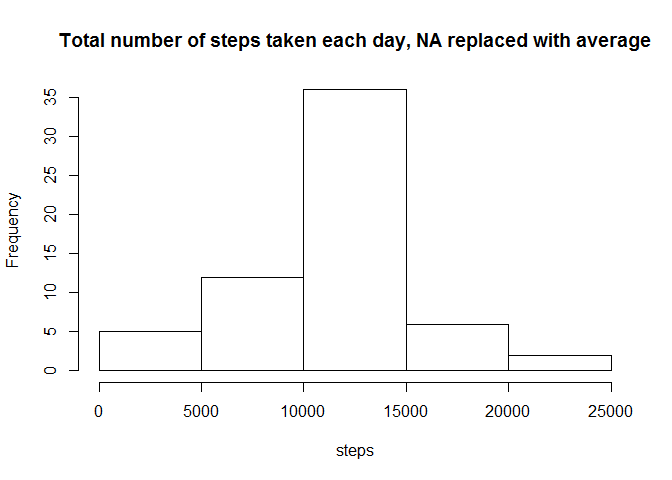 Total number of steps taken each day, NA replaced with average
35
30
25
20
15
10
5
0
Frequency
0 5000 10000 15000 20000 25000
steps